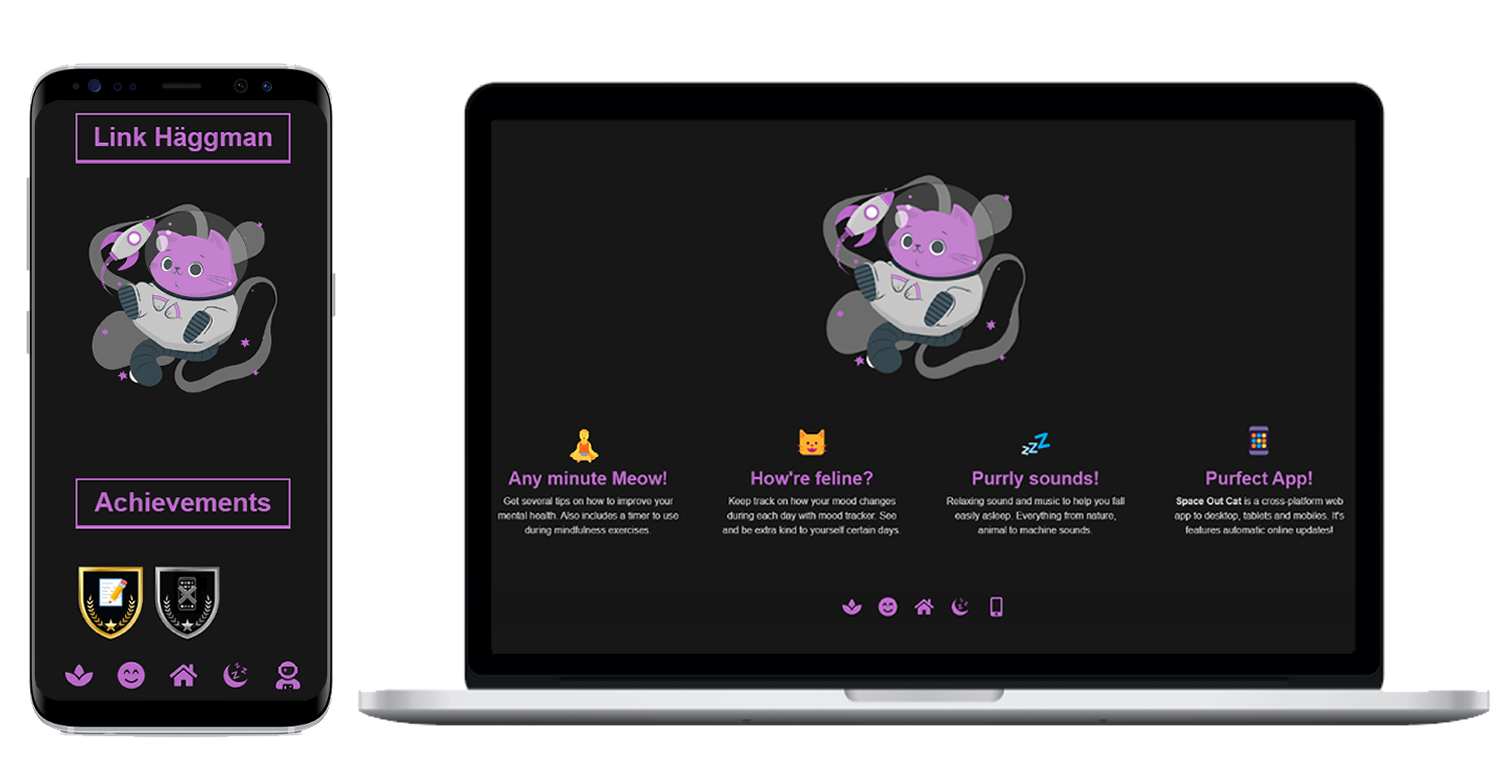 Link Häggman
Achievements
Any minute Meow!
Get several tips on how to improve your
mental health. Also includes a timer to use
during mindfulness exercises.
How're feline?
Keep track on how your mood changes
during each day with mood tracker. See
and be extra kind to yourself certain days.
Purrly sounds!
Relaxing sound and music to help you fall
easily asleep. Everything from nature,
animal to machine sounds.
Purfect App!
Space Out Cat is a cross-platform web
app to desktop, tablets and mobiles. It's
features automatic online updates!